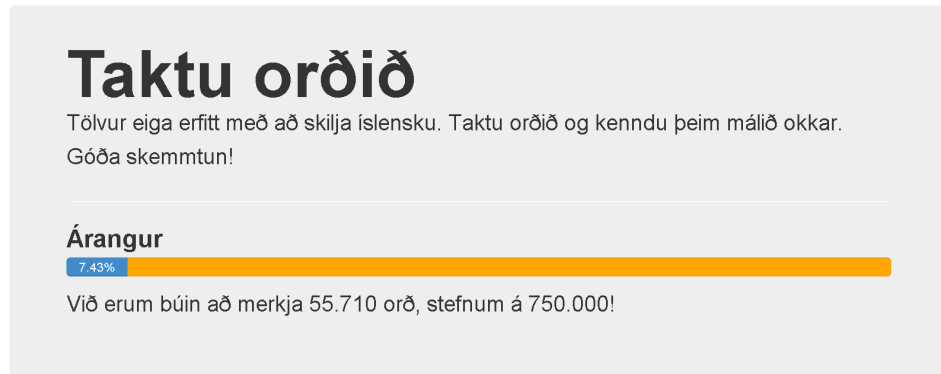 Taktu orðið
Tölvur eiga erfitt með að skilja íslensku. Taktu orðið og kenndu þeim málið okkar.
Góða skemmtun!
Árangur
7.43%
Við erum búin að merkja 55.710 orð, stefnum á 750.000!